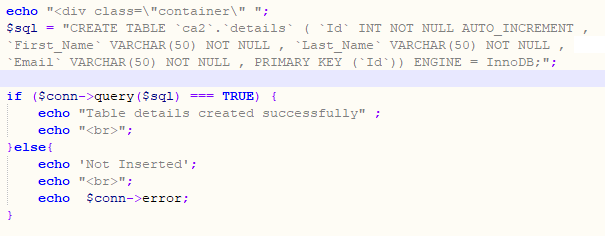 echo "<div class=\"container\" ";
$sql = "CREATE TABLE `ca2`.`details` ( `Id` INT NOT NULL AUTO_INCREMENT ,
`First_Name` VARCHAR(50) NOT NULL , `Last_Name` VARCHAR(50) NOT NULL ,
`Email` VARCHAR(50) NOT NULL , PRIMARY KEY (`Id`)) ENGINE = InnoDB;";
if ($conn->query($sql) === TRUE) {
echo "Table details created successfully" ;
echo "<br>";
}else{
echo 'Not Inserted';
echo "<br>";
echo  $conn->error;
}